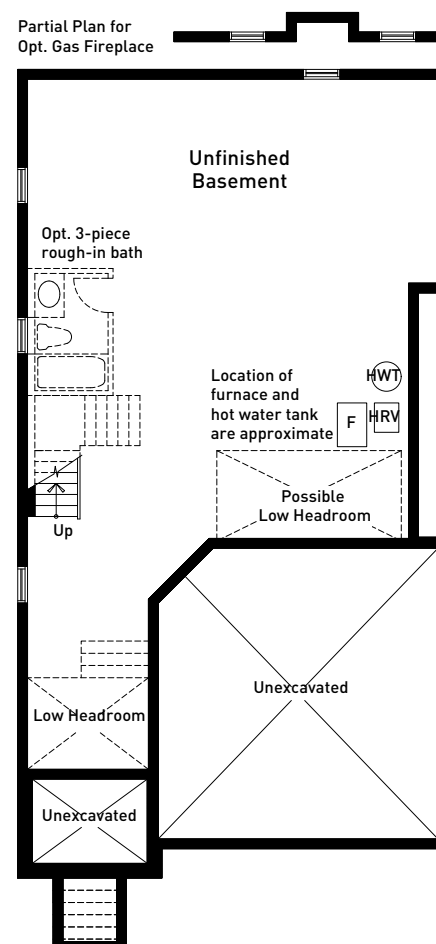 Partial Plan for
Opt. Gas Fireplace
Unfinished
Basement
Opt. 3-piece
rough-in bath
Location of
furnace and
hot water tank
are approximate
HWT
F
HRV
Possible
Low Headroom
Up
Unexcavated
Low Headroom
Unexcavated